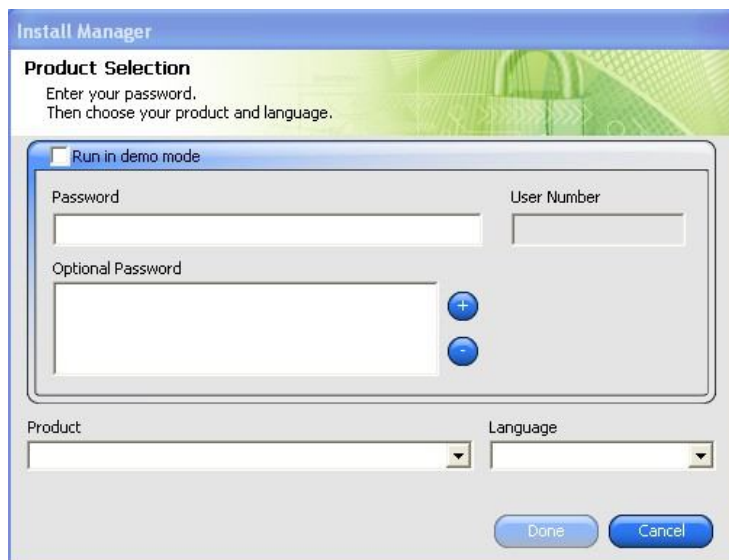 Install Manager
Product Selection
Enter your password.
Then choose your product and language.
Run in demo mode
Password
User Number
Optional Password
+
-
Product
Language
Done
Cancel